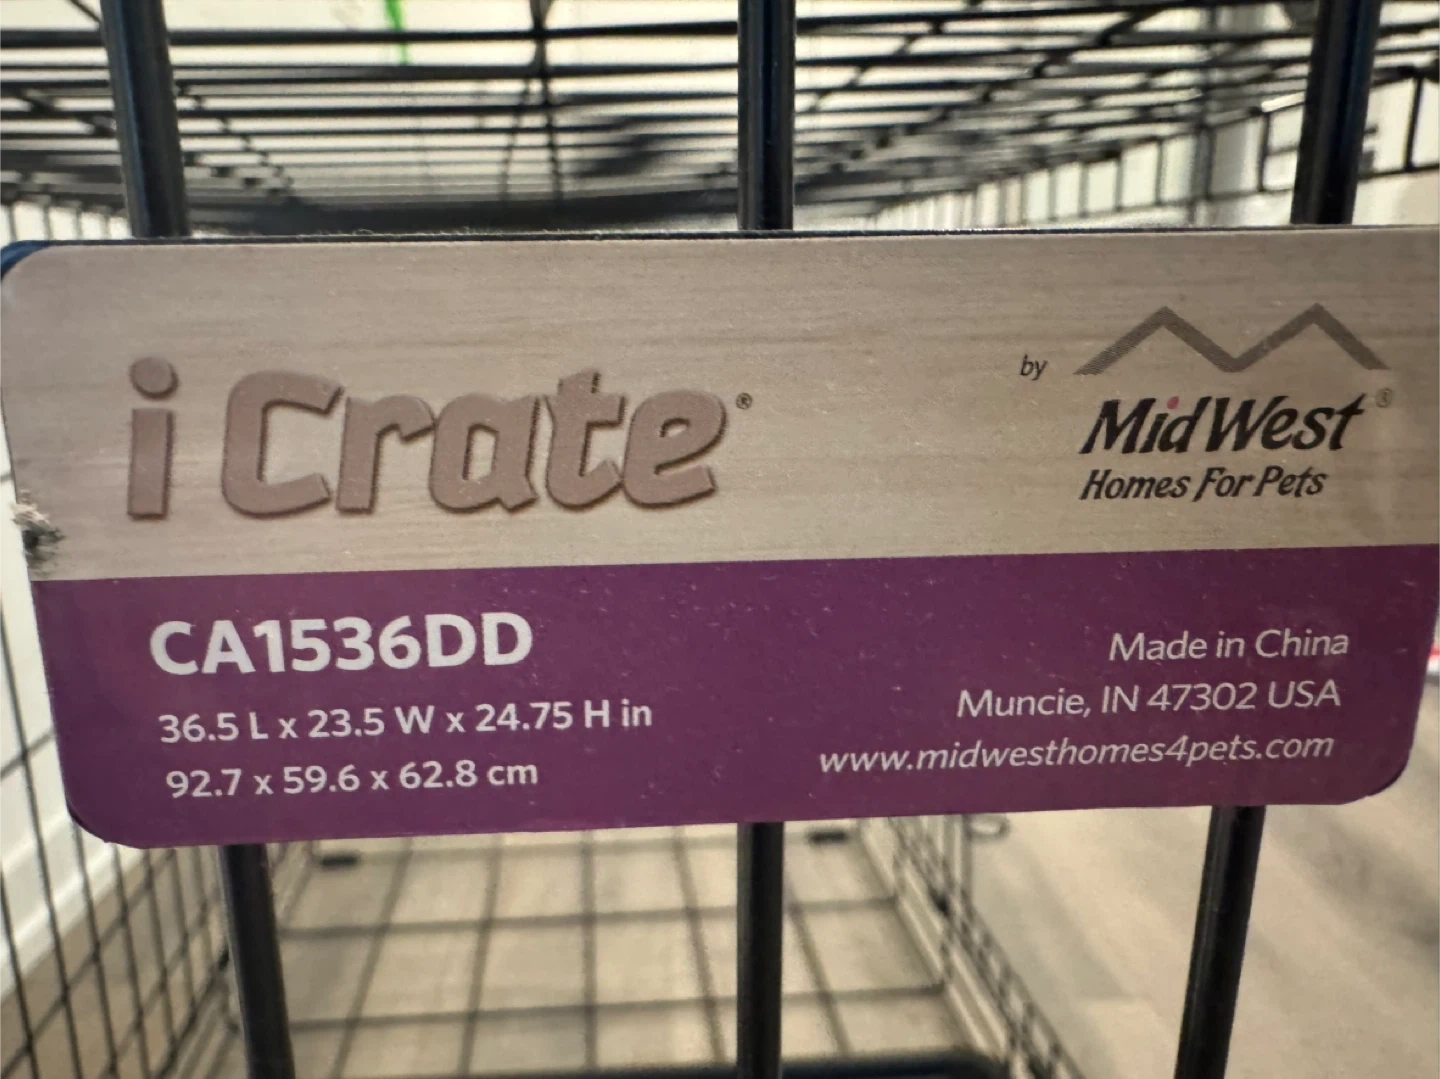 i Crate®
by
MidWest®
Homes For Pets
CA1536DD
36.5 L x 23.5 W x 24.75 H in
92.7 x 59.6 x 62.8 cm
Made in China
Muncie, IN 47302 USA
www.midwesthomes4pets.com